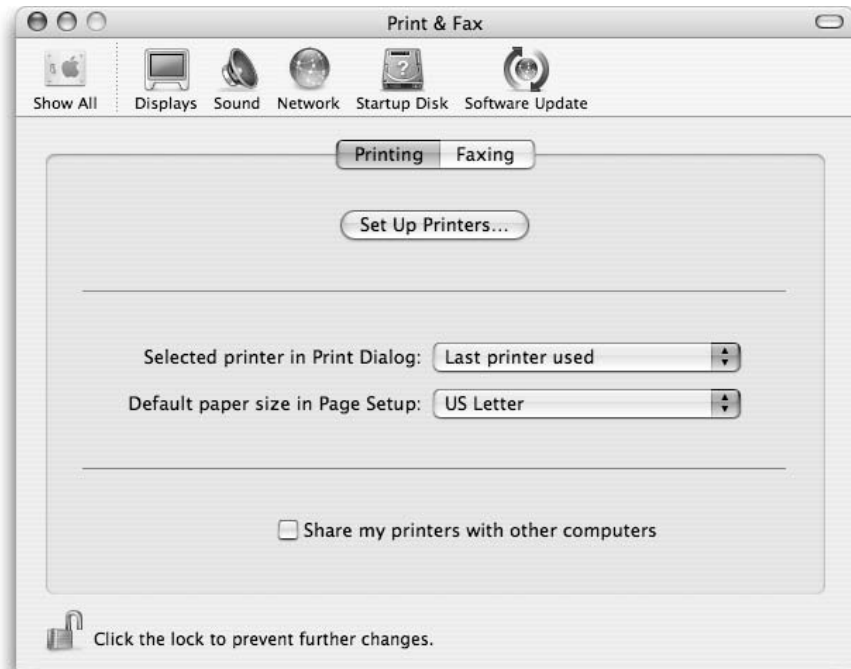 Print & Fax
Show All Displays Sound Network Startup Disk Software Update
Printing Faxing
Set Up Printers...
Selected printer in Print Dialog: Last printer used
Default paper size in Page Setup: US Letter
Share my printers with other computers
Click the lock to prevent further changes.